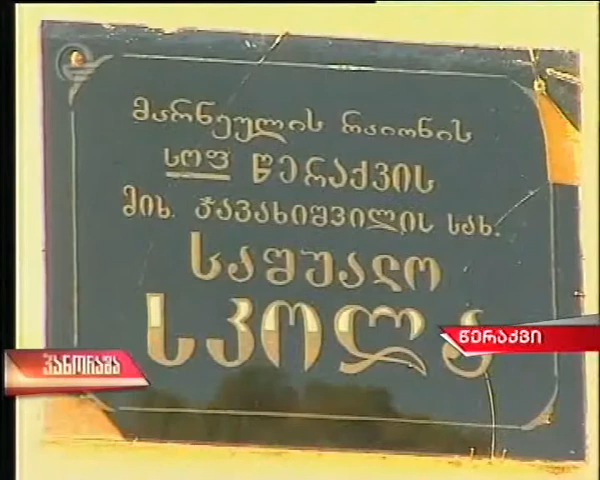 მარნეულის რაიონის
სოფ წერაქვის
მიხ. ჯავახიშვილის სახ.
საშუალო
სკოლა
წერაქვი
პანორამა